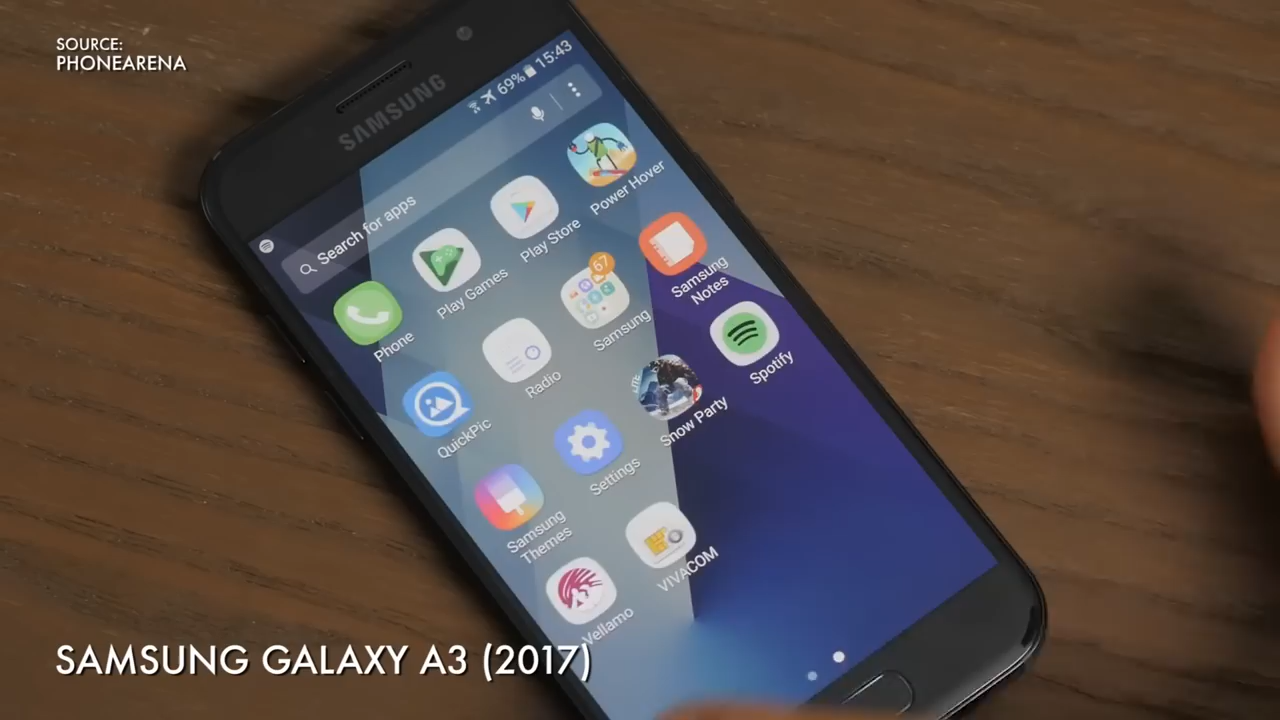 SOURCE:
PHONEARENA
SAMSUNG
69% 15:43
Search for apps
Phone
Play Games
Play Store
Power Hover
QuickPic
Radio
67
Samsung
Samsung
Notes
Samsung
Themes
Settings
Snow Party
Spotify
Vellamo
VIVACOM
SAMSUNG GALAXY A3 (2017)